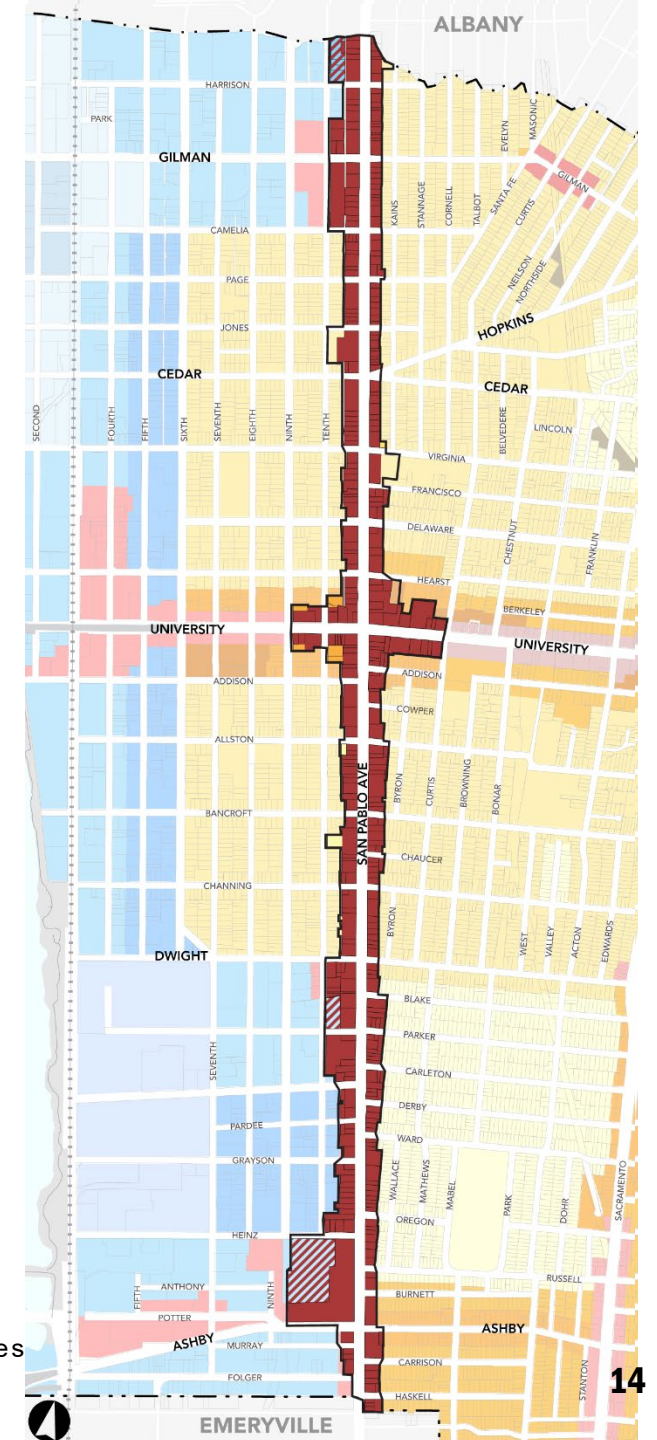 ALBANY
HARRISON
PARK
EVELYN
MASONIC
GILMAN
GILMAN
SANTA FE
CURTIS
KAINS
STANNAGE
CORNELL
TALBOT
CAMELIA
NEILSON
NORTHSIDE
PAGE
JONES
HOPKINS
CEDAR
CEDAR
SECOND
FOURTH
FIFTH
SIXTH
SEVENTH
EIGHTH
NINTH
TENTH
BELVEDERE
LINCOLN
VIRGINIA
FRANCISCO
DELAWARE
CHESTNUT
FRANKLIN
HEARST
BERKELEY
UNIVERSITY
UNIVERSITY
ADDISON
ADDISON
COWPER
ALLSTON
SAN PABLO AVE
BYRON
CURTIS
BROWNING
BONAR
BANCROFT
CHAUCER
CHANNING
BYRON
WEST
VALLEY
ACTON
EDWARDS
DWIGHT
BLAKE
PARKER
SEVENTH
CARLETON
DERBY
PARDEE
WARD
GRAYSON
WALLACE
MATHEWS
MABEL
PARK
DOHR
SACRAMENTO
OREGON
HEINZ
RUSSELL
ANTHONY
FIFTH
NINTH
BURNETT
POTTER
ASHBY
ASHBY
MURRAY
es
CARRISON
STANTON
14
FOLGER
HASKELL
EMERYVILLE